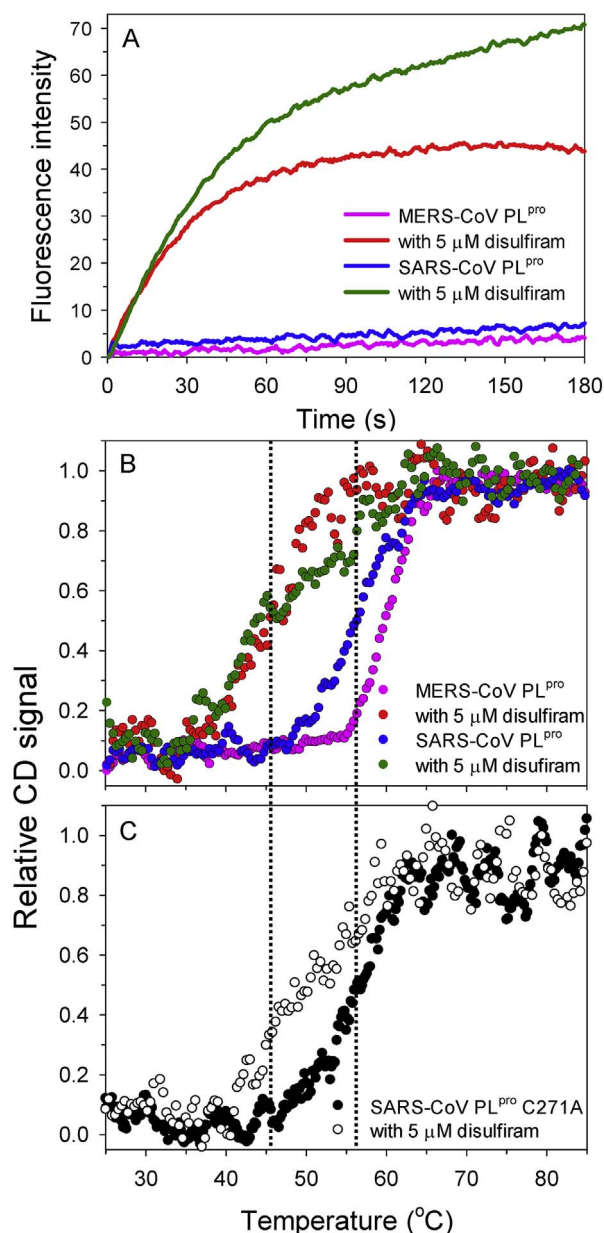 A
70
60
50
40
30
20
10
0
Fluorescence intensity
MERS-CoV PLpro
with 5 μM disulfiram
SARS-CoV PLpro
with 5 μM disulfiram
0 30 60 90 120 150 180
Time (s)
B
1.0
0.8
0.6
0.4
0.2
0.0
MERS-CoV PLpro
with 5 μM disulfiram
SARS-CoV PLpro
with 5 μM disufiram
Relative CD signal
C
1.0
0.8
0.6
0.4
0.2
0.0
SARS-CoV PLpro C271A
with 5 μM disulfiram
30 40 50 60 70 80
Temperature (oC)